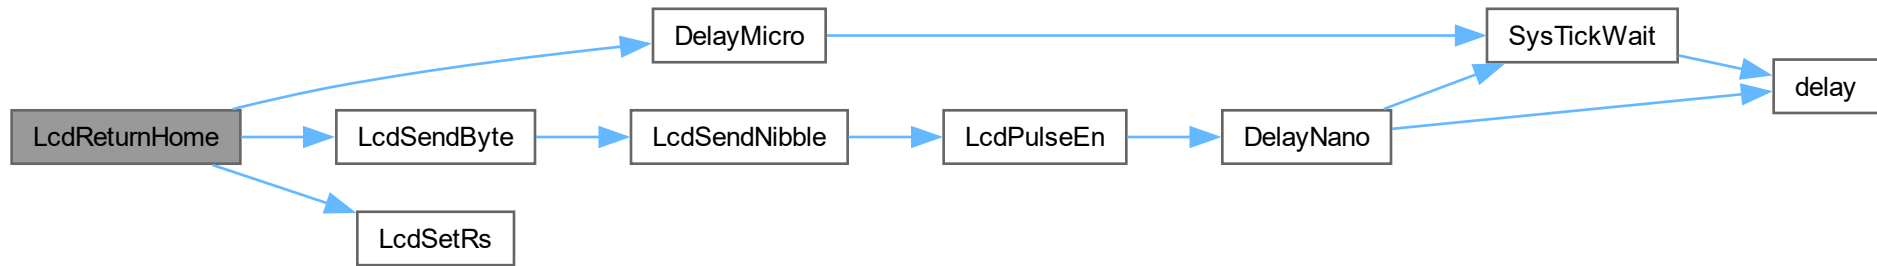 DelayMicro
SysTickWait
delay
LcdReturnHome
LcdSendByte
LcdSendNibble
LcdPulseEn
DelayNano
LcdSetRs